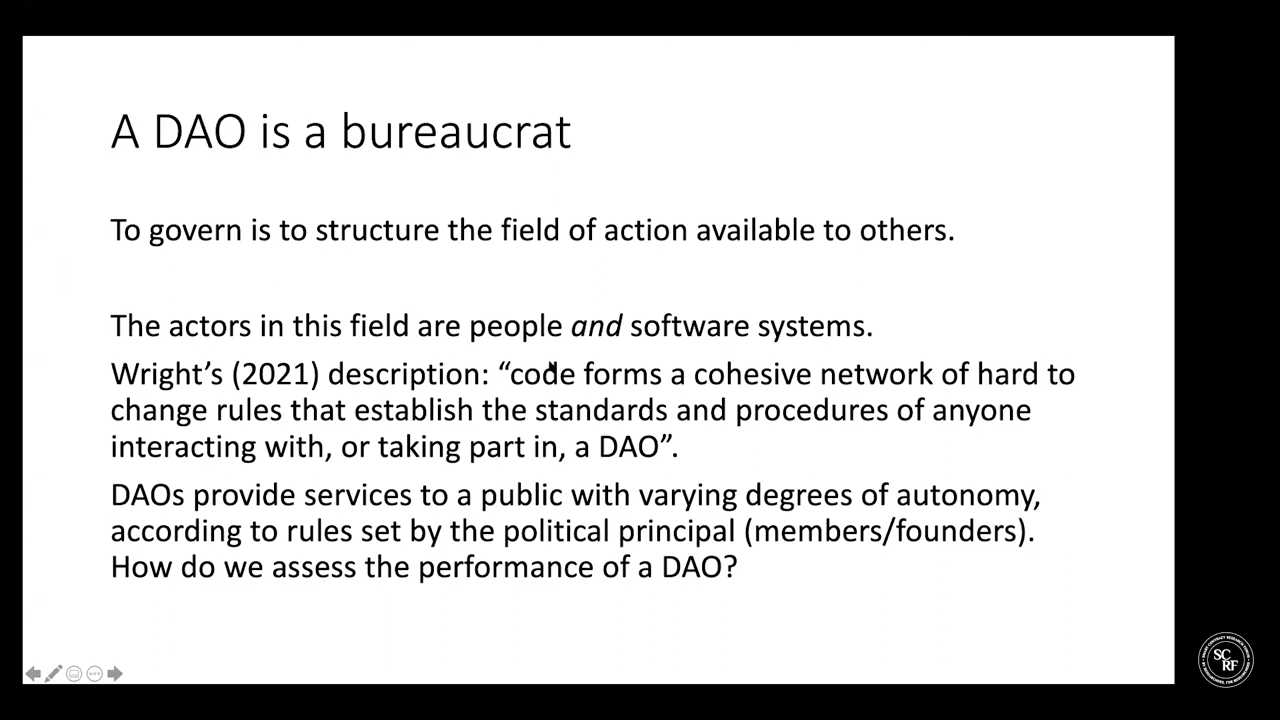 A DAO is a bureaucrat
To govern is to structure the field of action available to others.
The actors in this field are people and software systems.
Wright’s (2021) description: “code forms a cohesive network of hard to
change rules that establish the standards and procedures of anyone
interacting with, or taking part in, a DAO”.
DAOs provide services to a public with varying degrees of autonomy,
according to rules set by the political principal (members/founders).
How do we assess the performance of a DAO?
SC
RF